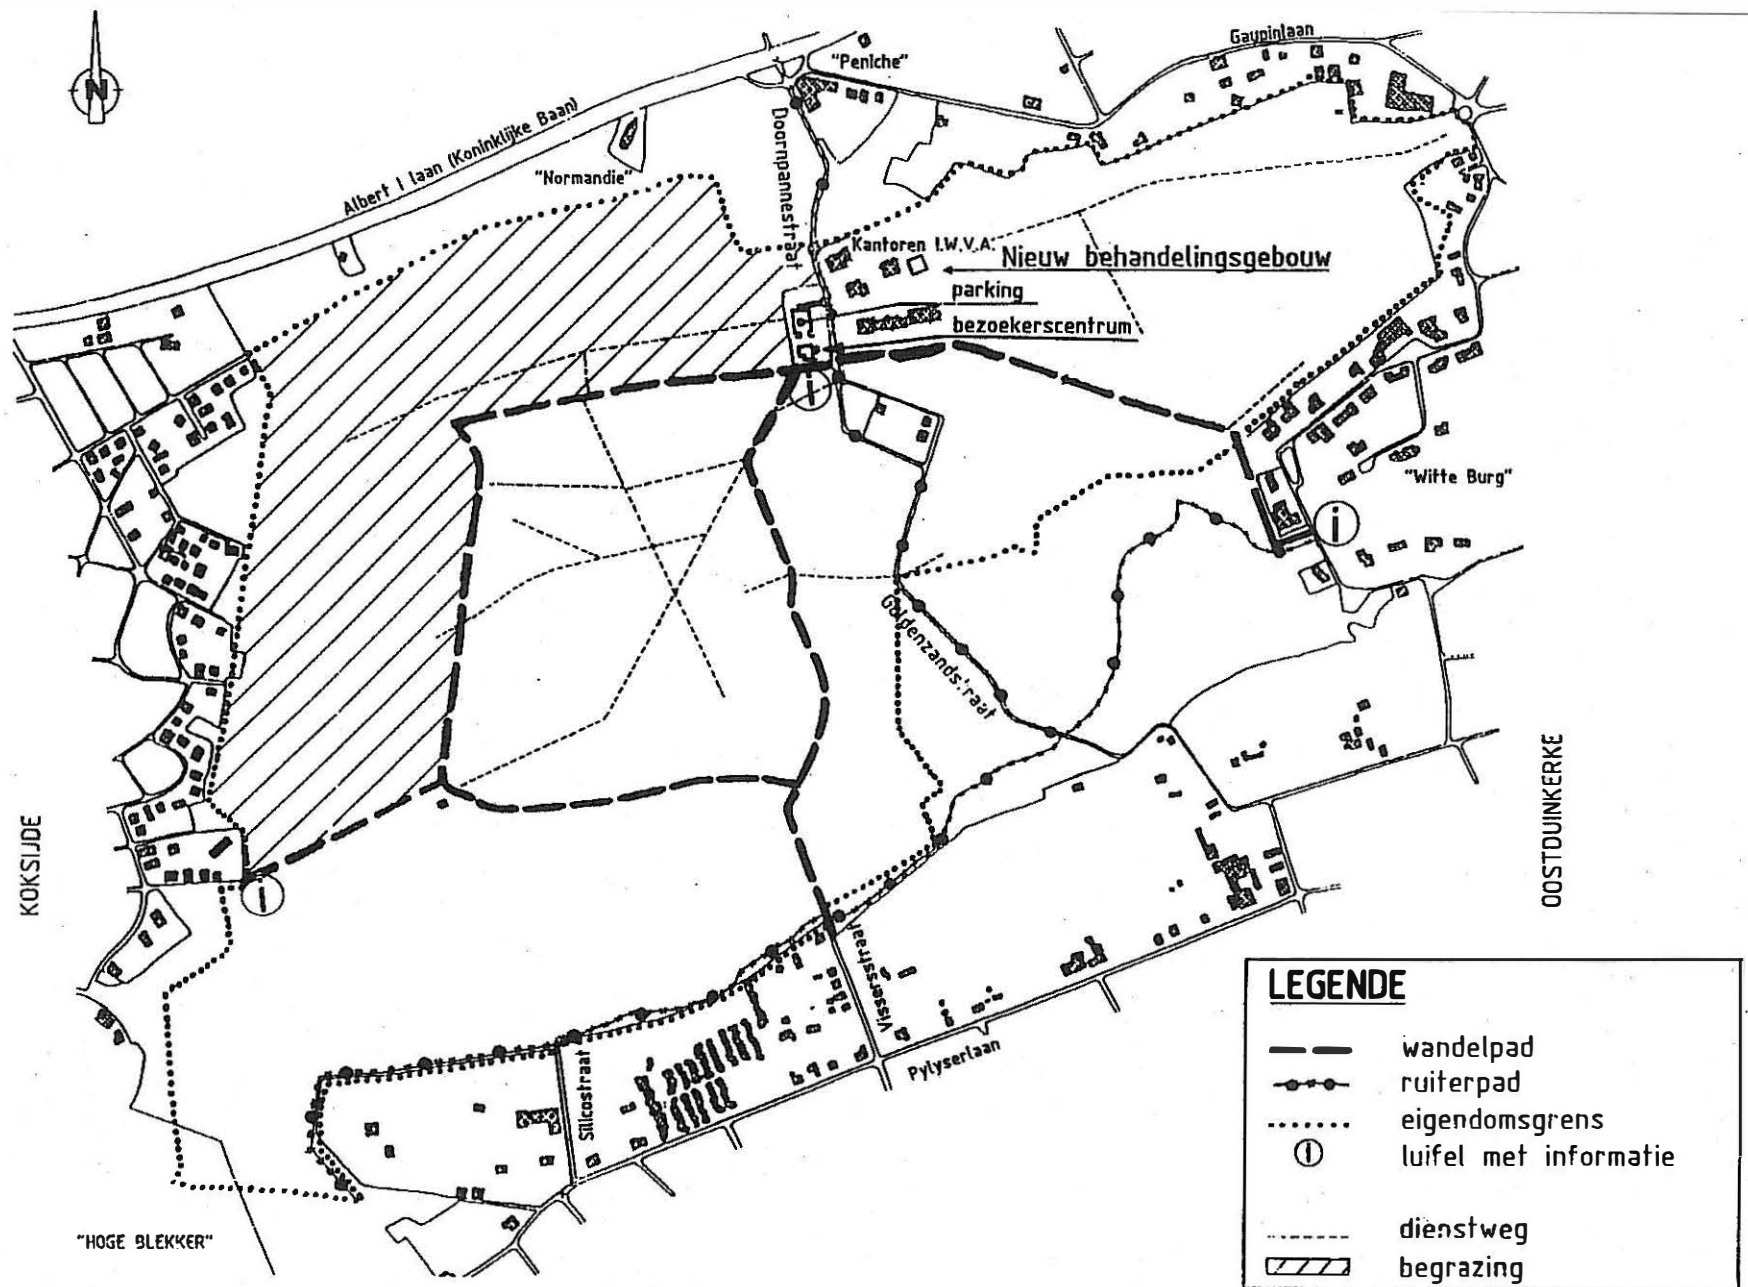 N
Gaupinlaan
"Peniche"
Albert I laan (Koninklijke Baan)
Doornpannestraat
"Normandie"
Kantoren I.W.V.A.
Nieuw behandelingsgebouw
parking
bezoekerscentrum
i
"Witte Burg"
i
Goldenzandstraat
KOKSIJDE
OOSTDUINKERKE
i
Vissersstraat
Pylyserlaan
Sillcostraat
"HOGE BLEKKER"
LEGENDE
wandelpad
ruiterpad
eigendomsgrens
i luifel met informatie
dienstweg
begrazing